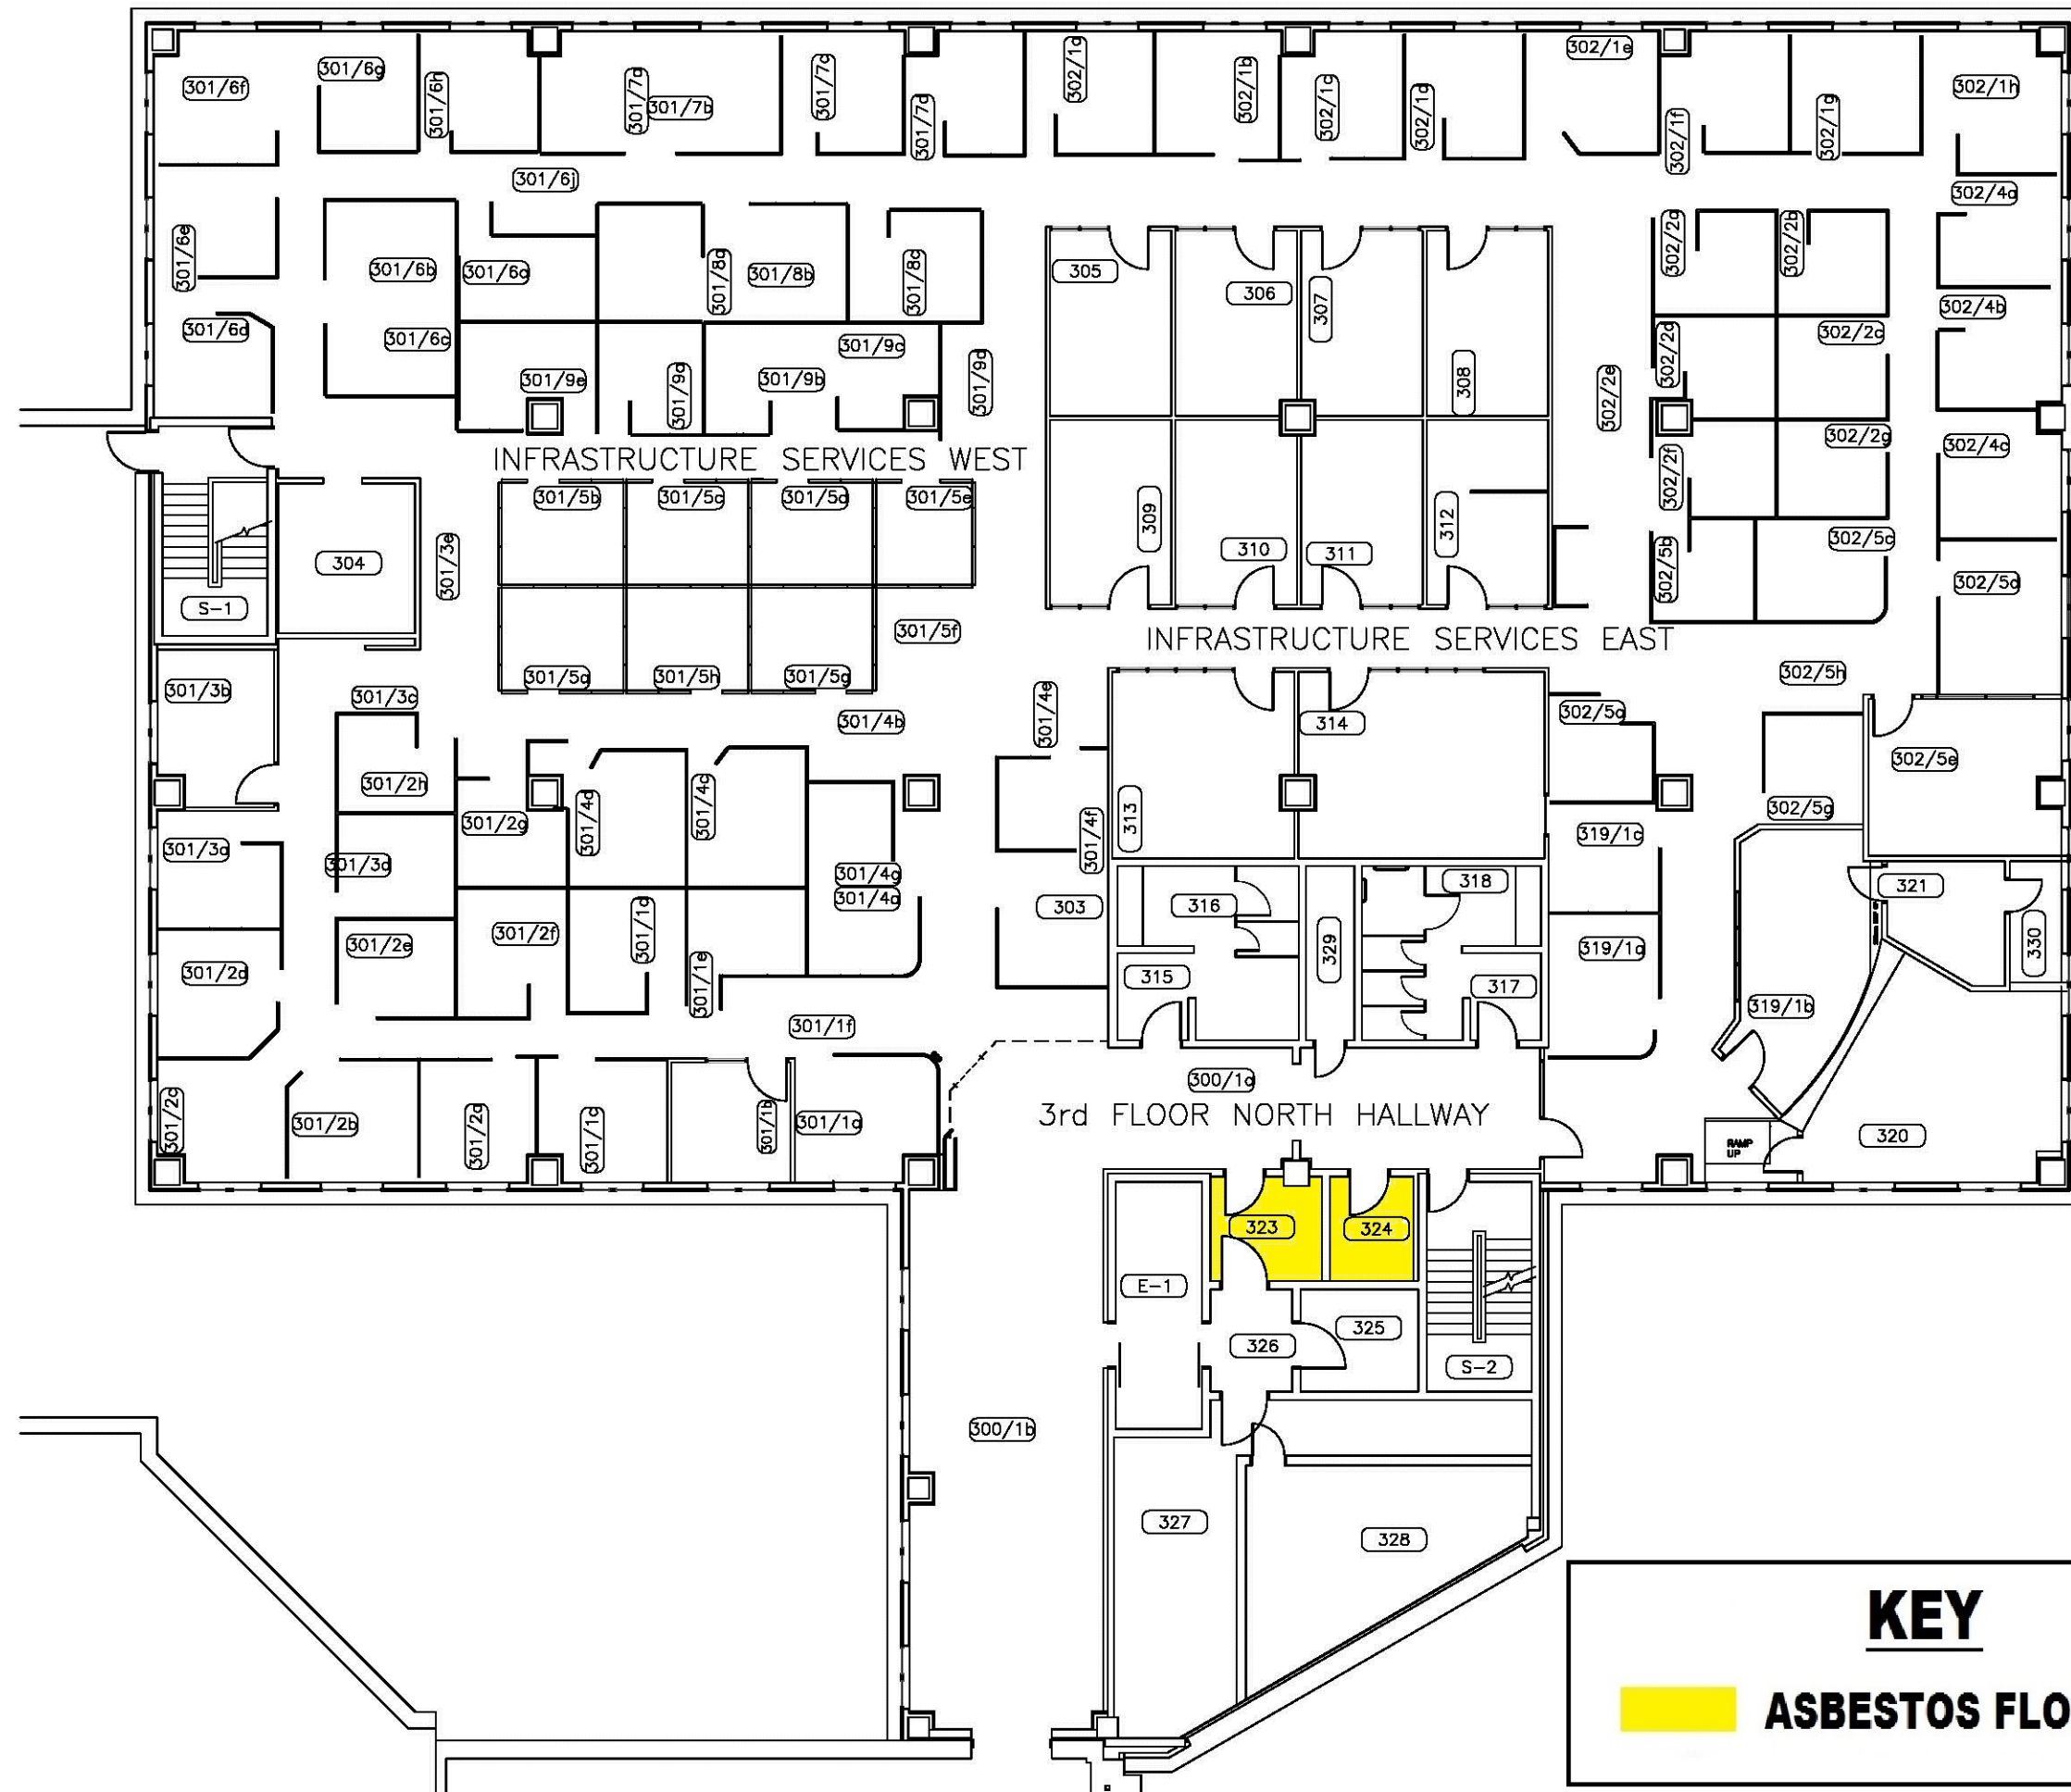 301/6f
301/6g
301/6h
301/7a
301/7b
301/7c
301/7d
302/1a
302/1b
302/1c
302/1d
302/1e
302/1f
302/1g
302/1h
301/6j
302/4a
301/6e
301/6b
301/6a
301/8a
301/8b
301/8c
305
306
307
308
302/2a
302/2b
302/4b
301/6d
301/6c
301/9e
301/9a
301/9b
301/9c
301/9d
302/2e
302/2d
302/2c
INFRASTRUCTURE SERVICES WEST
302/2f
302/2g
302/4c
301/5b
301/5c
301/5d
301/5e
309
310
311
312
304
301/3e
302/5b
302/5c
302/5d
S-1
301/5f
INFRASTRUCTURE SERVICES EAST
301/3b
301/3c
301/5a
301/5h
301/5g
301/4b
301/4e
314
302/5a
302/5h
302/5e
301/2h
301/2g
301/4d
301/4c
301/4f
313
302/5g
301/3a
301/3d
301/4g
301/4a
303
316
318
319/1c
321
301/2d
301/2e
301/2f
301/1d
301/1e
315
329
317
319/1a
330
301/1f
319/1b
300/1a
3rd FLOOR NORTH HALLWAY
301/2c
301/2b
301/2a
301/1c
301/1b
301/1a
RAMP
UP
320
323
324
E-1
326
325
S-2
300/1b
327
328
KEY
ASBESTOS FLO